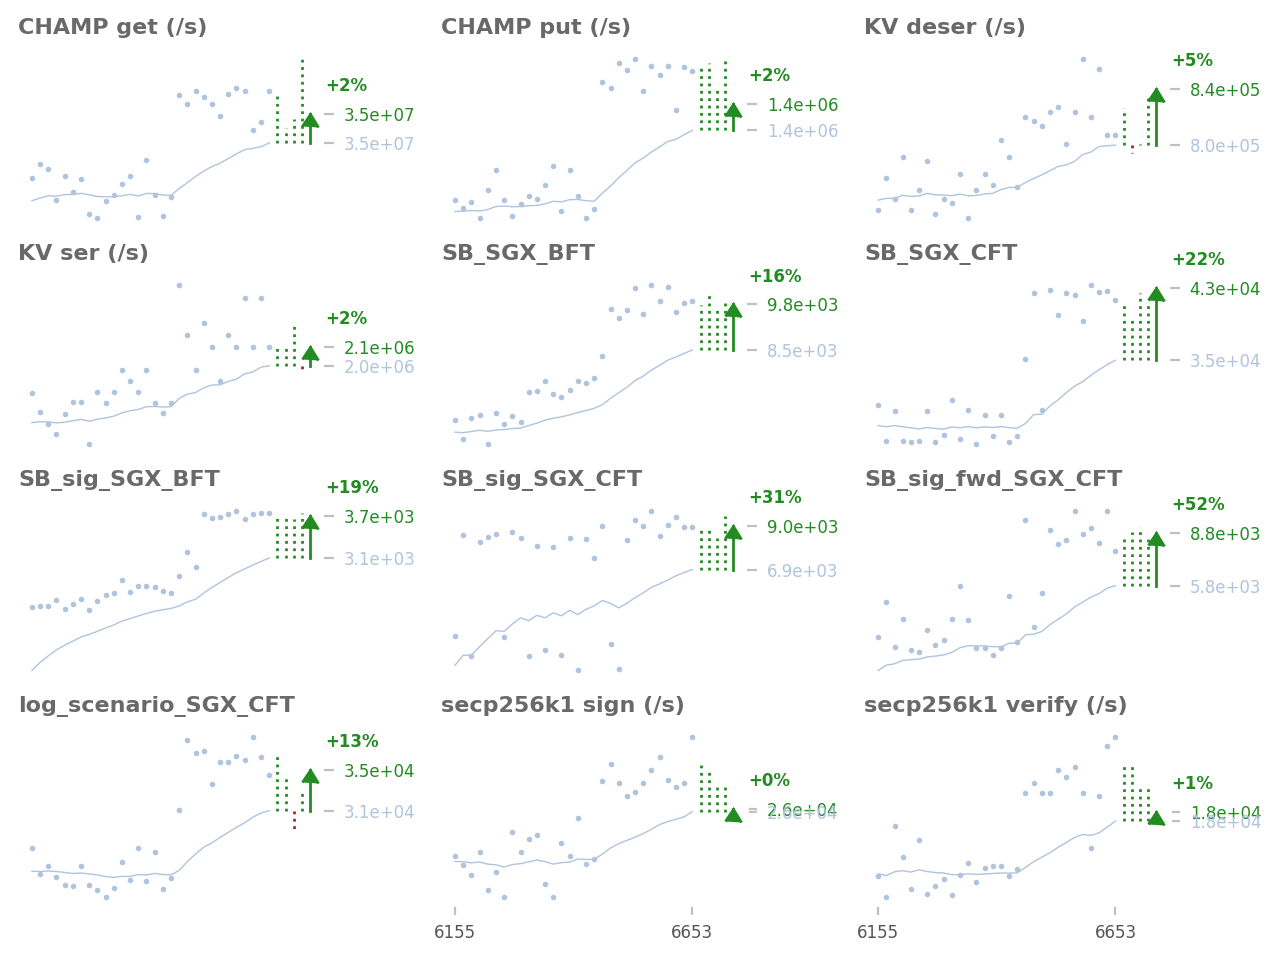 CHAMP get (/s)
+2%
3.5e+07
3.5e+07
CHAMP put (/s)
+2%
1.4e+06
1.4e+06
KV deser (/s)
+5%
8.4e+05
8.0e+05
KV ser (/s)
+2%
2.1e+06
2.0e+06
SB_SGX_BFT
+16%
9.8e+03
8.5e+03
SB_SGX_CFT
+22%
4.3e+04
3.5e+04
SB_sig_SGX_BFT
+19%
3.7e+03
3.1e+03
SB_sig_SGX_CFT
+31%
9.0e+03
6.9e+03
SB_sig_fwd_SGX_CFT
+52%
8.8e+03
5.8e+03
log_scenario_SGX_CFT
+13%
3.5e+04
3.1e+04
secp256k1 sign (/s)
+0%
2.6e+04
2.6e+04
6155
6653
secp256k1 verify (/s)
+1%
1.8e+04
1.8e+04
6155
6653